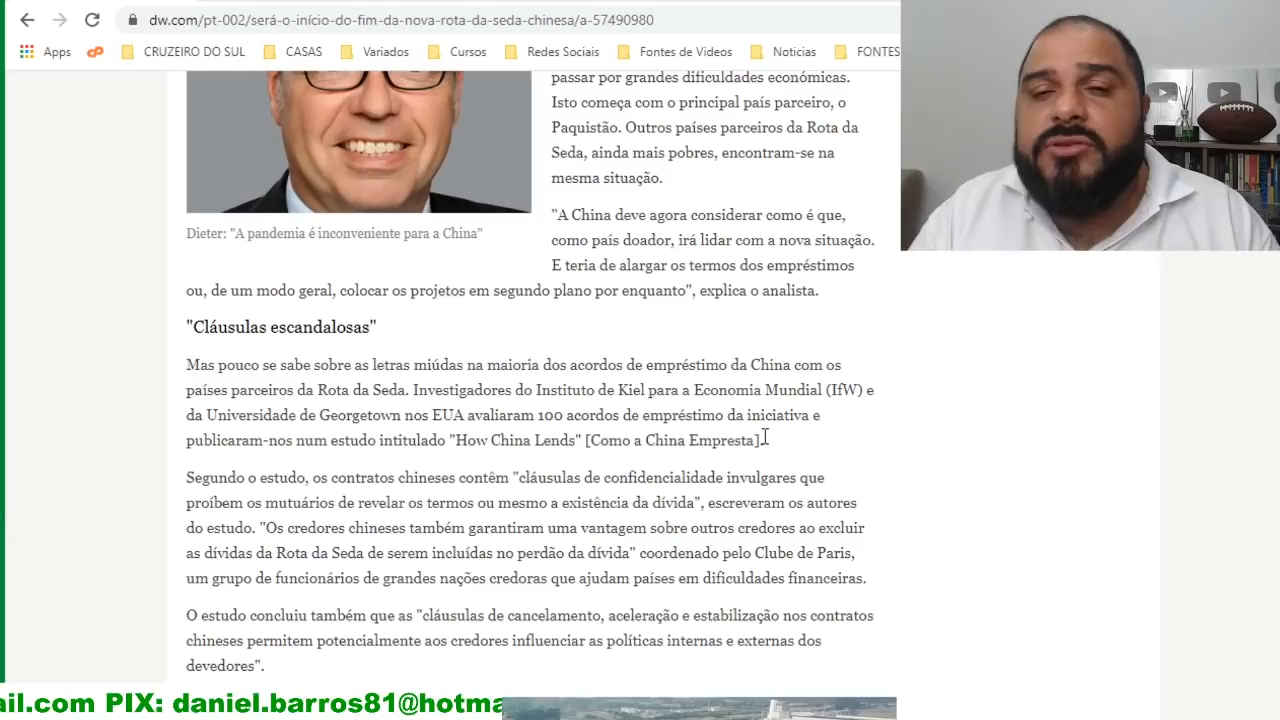 dw.com/pt-002/será-o-início-do-fim-da-nova-rota-da-seda-chinesa/a-57490980
Apps CRUZEIRO DO SUL CASAS Variados Cursos Redes Sociais Fontes de Videos Noticias FONTES
passar por grandes dificuldades económicas.
Isto começa com o principal país parceiro, o
Paquistão. Outros países parceiros da Rota da
Seda, ainda mais pobres, encontram-se na
mesma situação.
"A China deve agora considerar como é que,
Dieter: "A pandemia é inconveniente para a China"
como país doador, irá lidar com a nova situação.
E teria de alargar os termos dos empréstimos
ou, de um modo geral, colocar os projetos em segundo plano por enquanto", explica o analista.
"Cláusulas escandalosas"
Mas pouco se sabe sobre as letras miúdas na maioria dos acordos de empréstimo da China com os
países parceiros da Rota da Seda. Investigadores do Instituto de Kiel para a Economia Mundial (IfW) e
da Universidade de Georgetown nos EUA avaliaram 100 acordos de empréstimo da iniciativa e
publicaram-nos num estudo intitulado "How China Lends" [Como a China Empresta].
Segundo o estudo, os contratos chineses contêm "cláusulas de confidencialidade invulgares que
proíbem os mutuários de revelar os termos ou mesmo a existência da dívida", escreveram os autores
do estudo. "Os credores chineses também garantiram uma vantagem sobre outros credores ao excluir
as dívidas da Rota da Seda de serem incluídas no perdão da dívida" coordenado pelo Clube de Paris,
um grupo de funcionários de grandes nações credoras que ajudam países em dificuldades financeiras.
O estudo concluiu também que as "cláusulas de cancelamento, aceleração e estabilização nos contratos
chineses permitem potencialmente aos credores influenciar as políticas internas e externas dos
devedores".
ail.com PIX: daniel.barros81@hotma